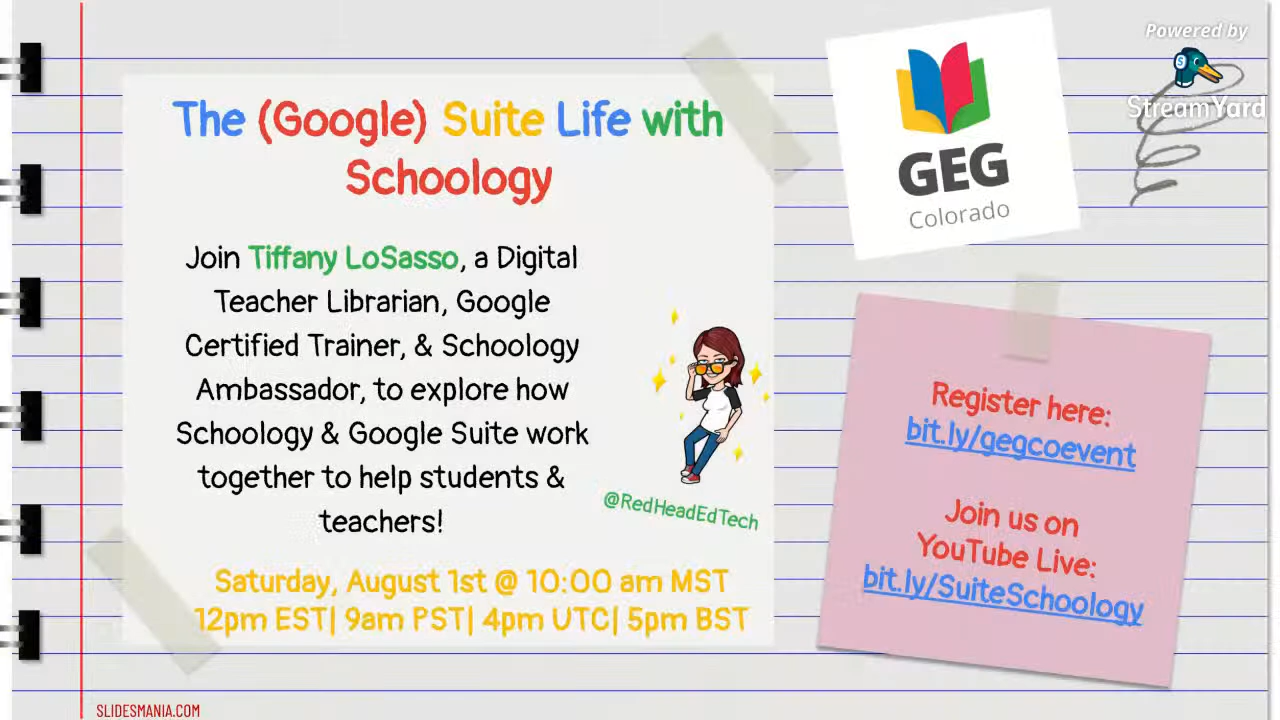 The (Google) Suite Life with
Schoology
Join Tiffany LoSasso, a Digital
Teacher Librarian, Google
Certified Trainer, & Schoology
Ambassador, to explore how
Schoology & Google Suite work
together to help students &
teachers!
@RedHeadEdTech
Saturday, August 1st @ 10:00 am MST
12pm EST| 9am PST| 4pm UTC| 5pm BST
GEG
Colorado
Powered by
S
StreamYard
Register here:
bit.ly/gegcoevent
Join us on
YouTube Live:
bit.ly/SuiteSchoology
SLIDESMANIA.COM